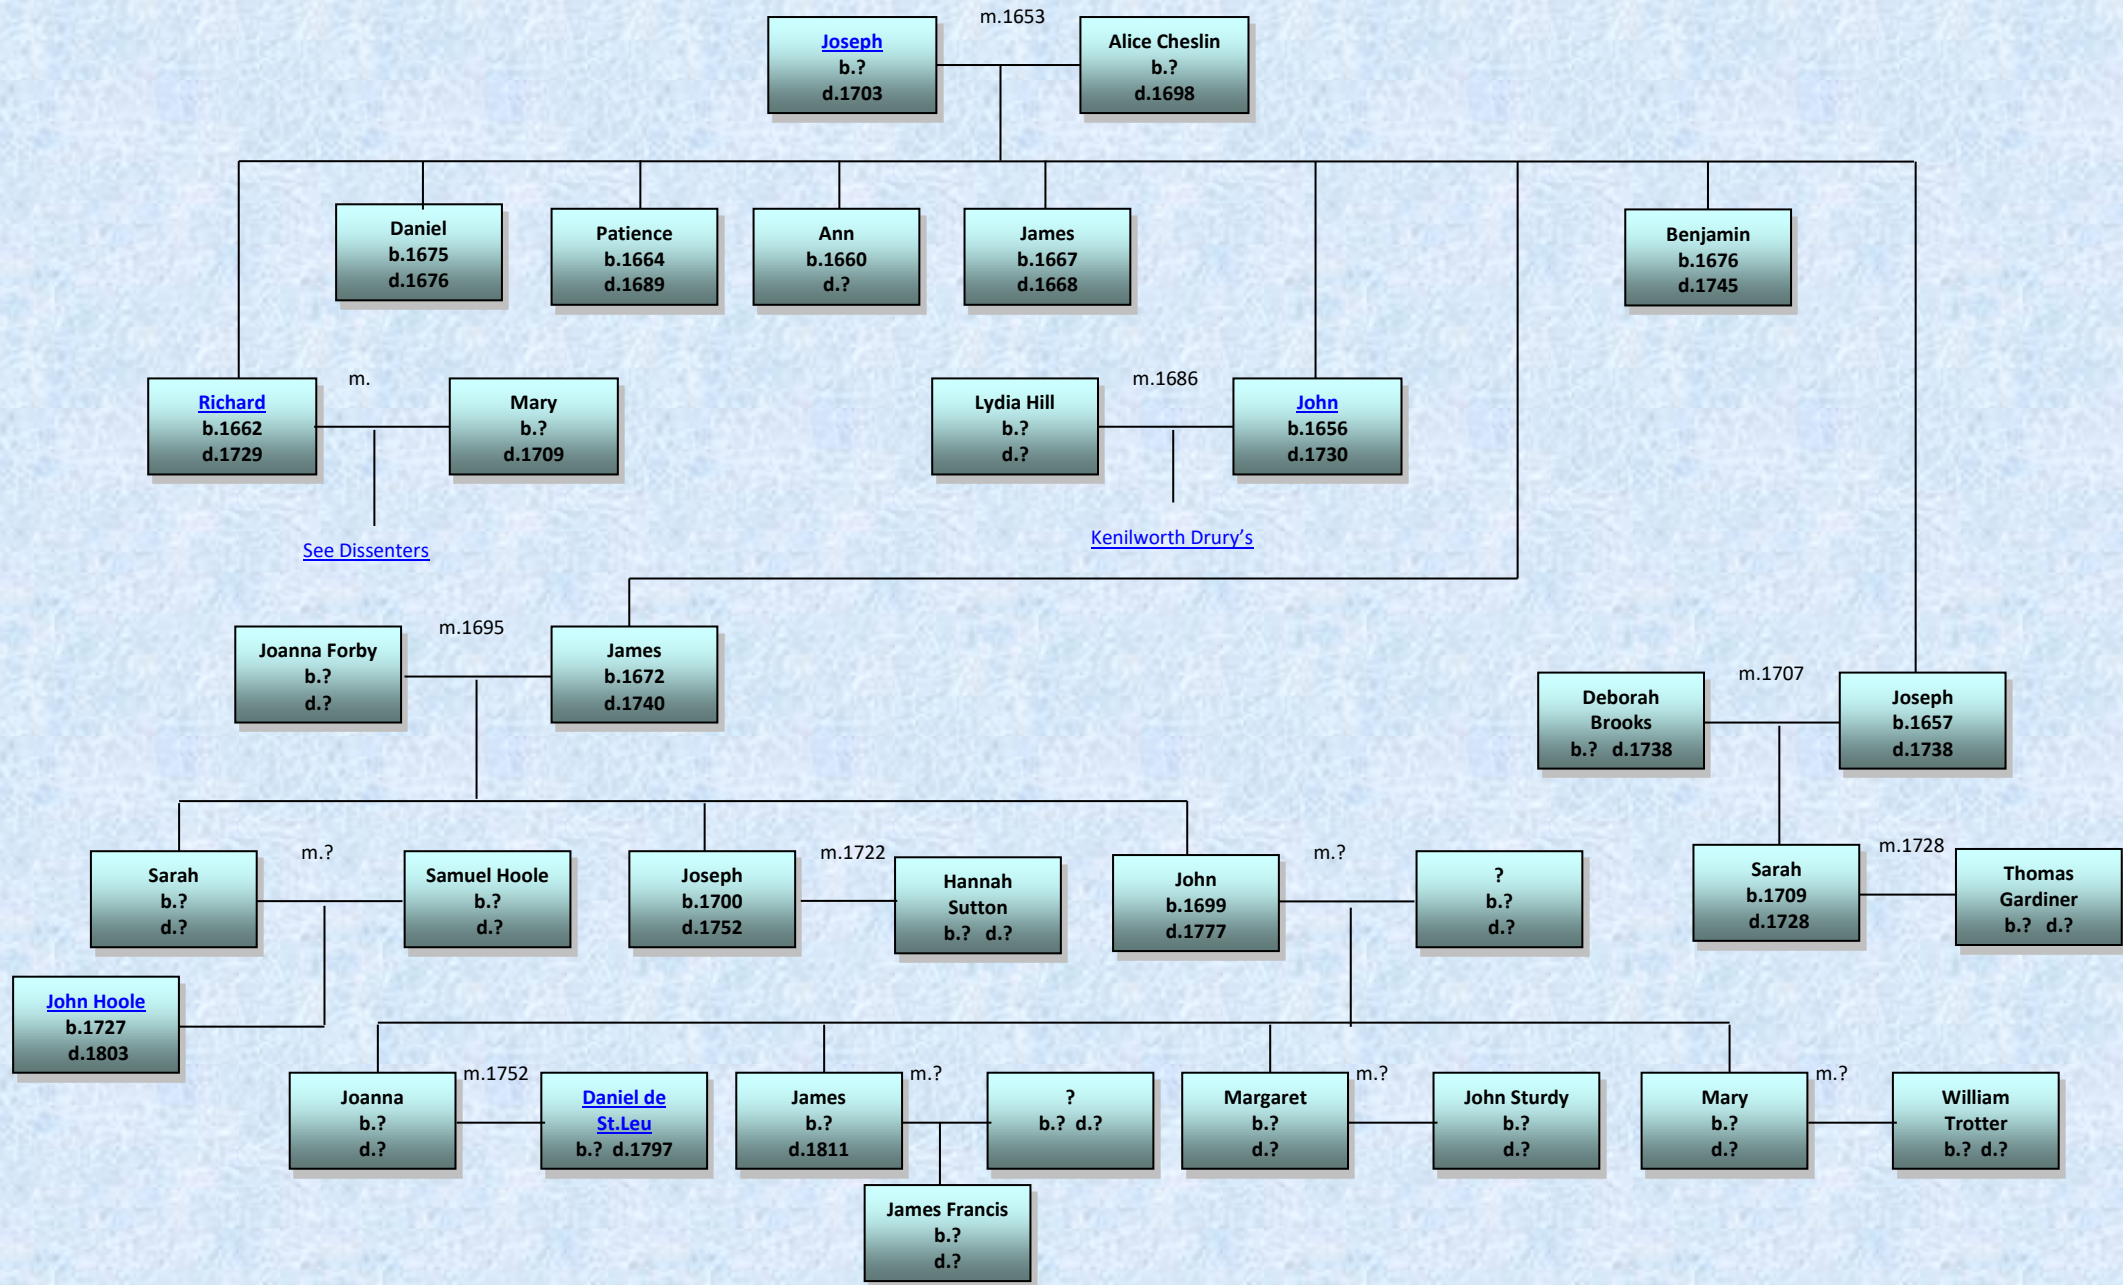 m.1653
Joseph
b.?
d.1703
Alice Cheslin
b.?
d.1698
Daniel
b.1675
d.1676
Patience
b.1664
d.1689
Ann
b.1660
d.?
James
b.1667
d.1668
Benjamin
b.1676
d.1745
Richard
b.1662
d.1729
m.
Mary
b.?
d.1709
Lydia Hill
b.?
d.?
m.1686
John
b.1656
d.1730
See Dissenters
Kenilworth Drury’s
Joanna Forby
b.?
d.?
m.1695
James
b.1672
d.1740
Deborah
Brooks
b.? d.1738
m.1707
Joseph
b.1657
d.1738
Sarah
b.?
d.?
m.?
Samuel Hoole
b.?
d.?
Joseph
b.1700
d.1752
m.1722
Hannah
Sutton
b.? d.?
John
b.1699
d.1777
m.?
?
b.?
d.?
Sarah
b.1709
d.1728
m.1728
Thomas
Gardiner
b.? d.?
John Hoole
b.1727
d.1803
Joanna
b.?
d.?
m.1752
Daniel de
St.Leu
b.? d.1797
James
b.?
d.1811
m.?
?
b.? d.?
Margaret
b.?
d.?
m.?
John Sturdy
b.?
d.?
Mary
b.?
d.?
m.?
William
Trotter
b.? d.?
James Francis
b.?
d.?